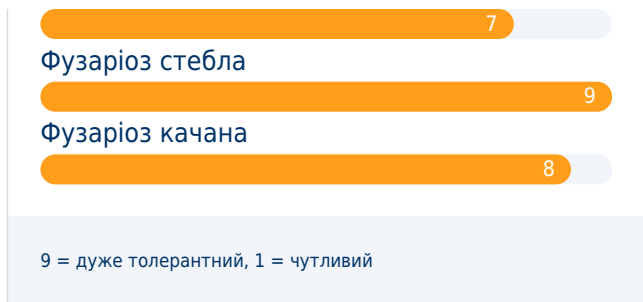 7
Фузаріоз стебла
9
Фузаріоз качана
8
9 = дуже толерантний, 1 = чутливий